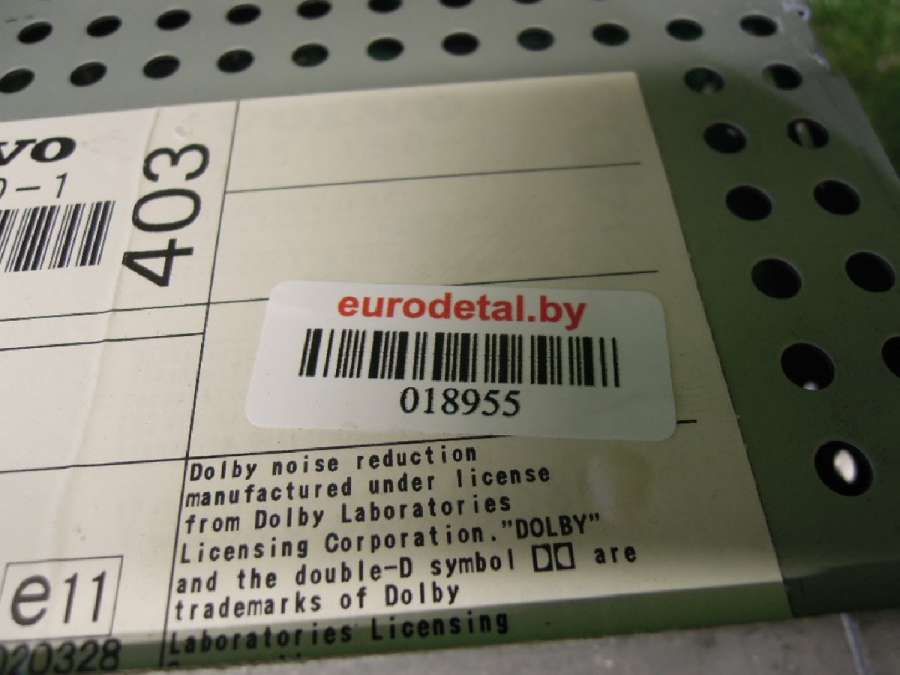 VO
-1
403
eurodetal.by
018955
Dolby noise reduction
manufactured under license
from Dolby Laboratories
Licensing Corporation."DOLBY"
and the double-D symbol are
trademarks of Dolby
Laboratories Licensing
e11
020328